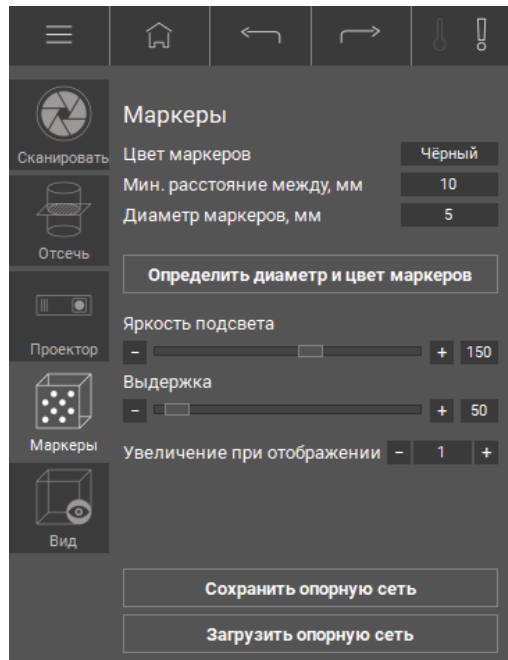 Сканировать
Отсечь
Проектор
Маркеры
Вид
Маркеры
Цвет маркеров Чёрный
Мин. расстояние между, мм 10
Диаметр маркеров, мм 5
Определить диаметр и цвет маркеров
Яркость подсвета
- + 150
Выдержка
- + 50
Увеличение при отображении - 1 +
Сохранить опорную сеть
Загрузить опорную сеть